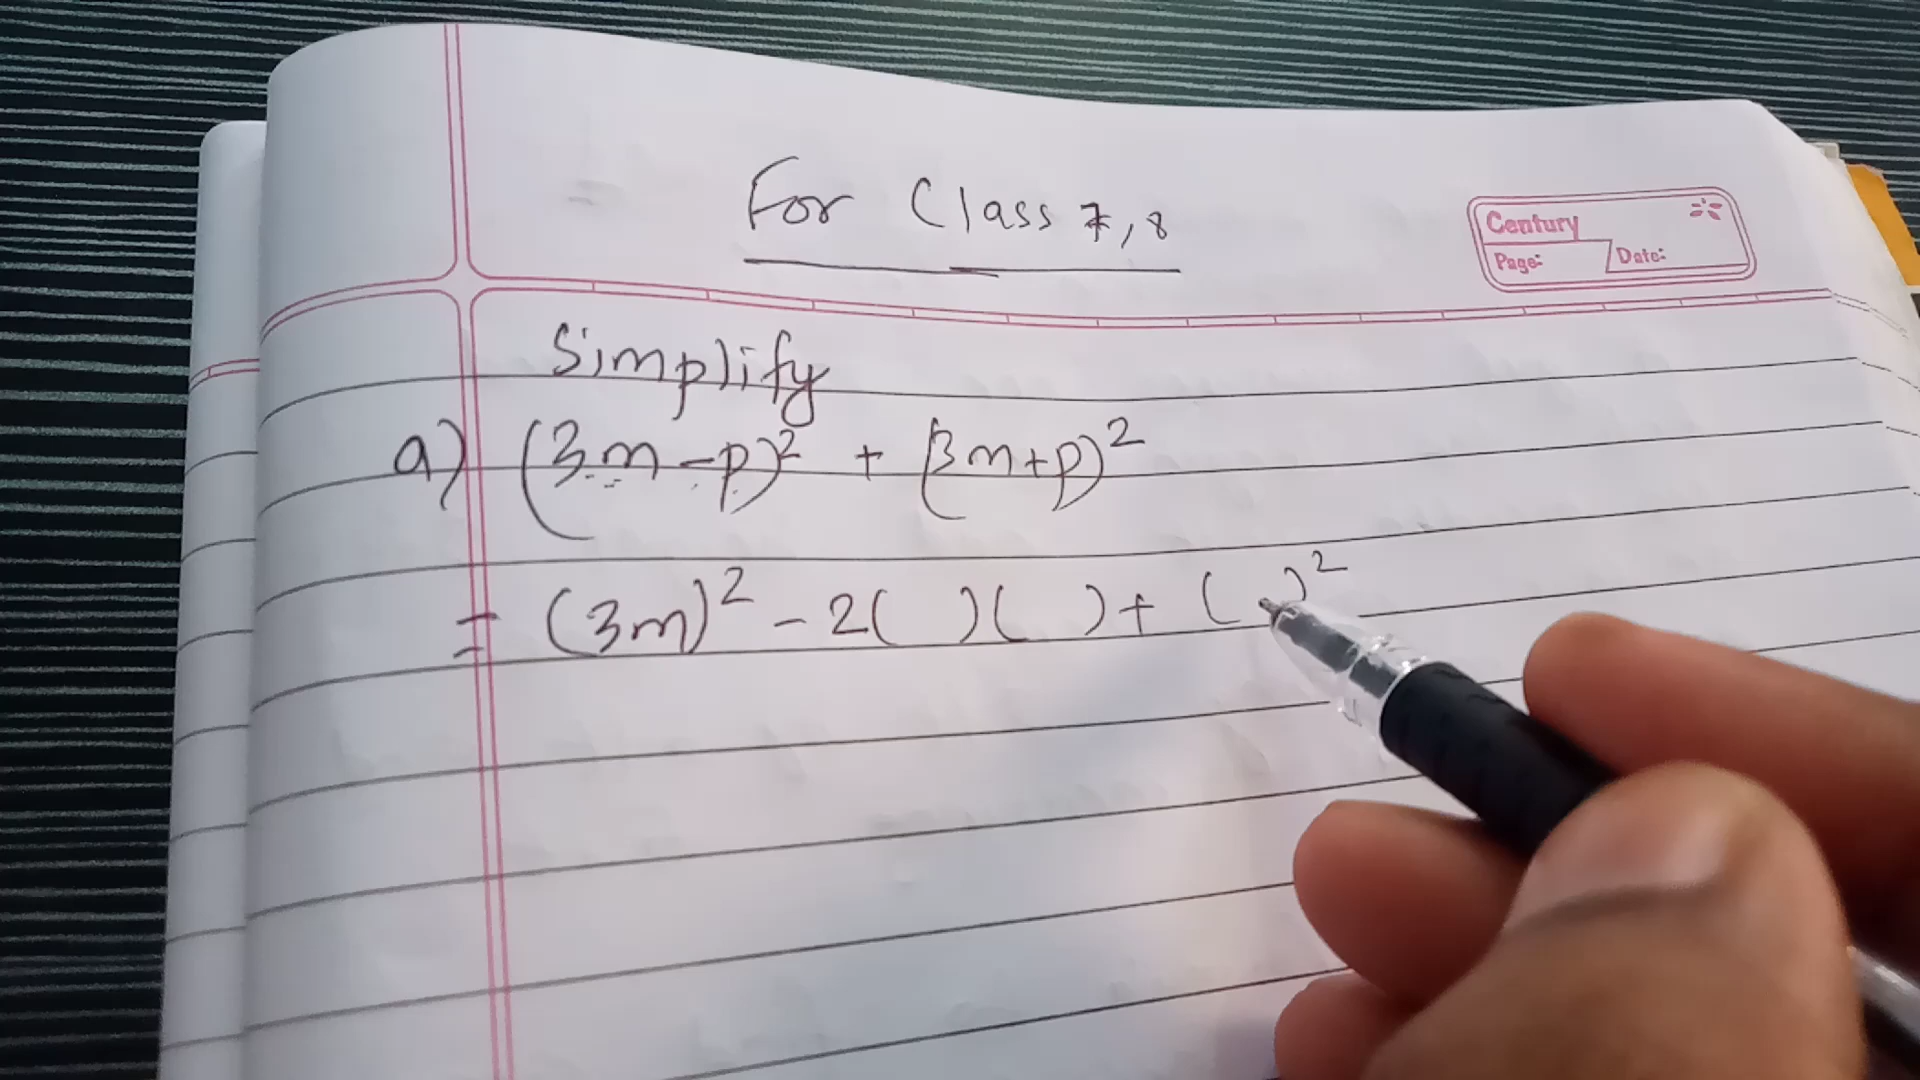 For Class 7,8
Century
Page: Date:
Simplify
a) (3m-p)² + (3m+p)²
= (3m)² - 2( )( ) + ( )²